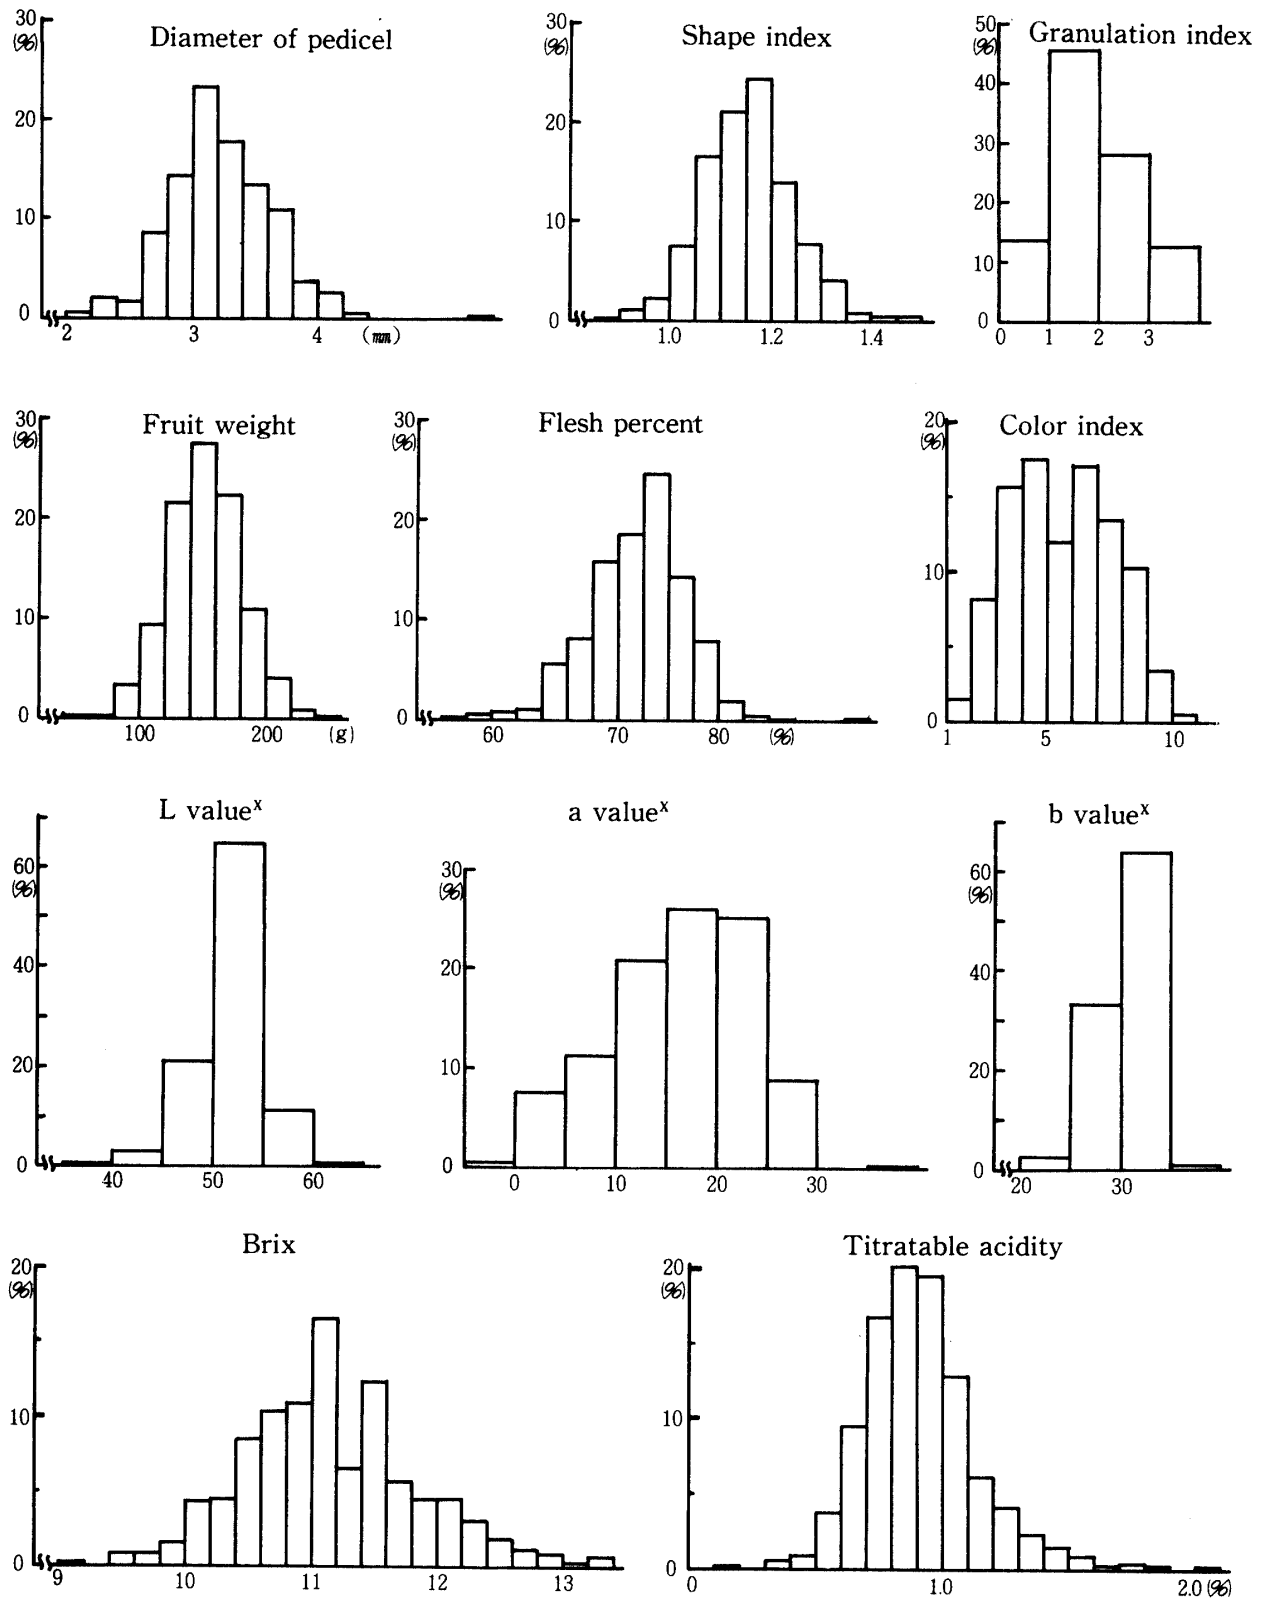 Diameter of pedicel
30
(%)
20
10
0
2 3 4 (mm)
Shape index
30
(%)
20
10
0
1.0 1.2 1.4
Granulation index
50
(%)
40
30
20
10
0
0 1 2 3
Fruit weight
30
(%)
20
10
0
100 200 (g)
Flesh percent
30
(%)
20
10
0
60 70 80 (%)
Color index
20
(%)
10
0
1 5 10
L valueˣ
60
(%)
40
20
0
40 50 60
a valueˣ
30
(%)
20
10
0
0 10 20 30
b valueˣ
60
(%)
40
20
0
20 30
Brix
20
(%)
10
0
9 10 11 12 13
Titratable acidity
20
(%)
10
0
0 1.0 2.0 (%)